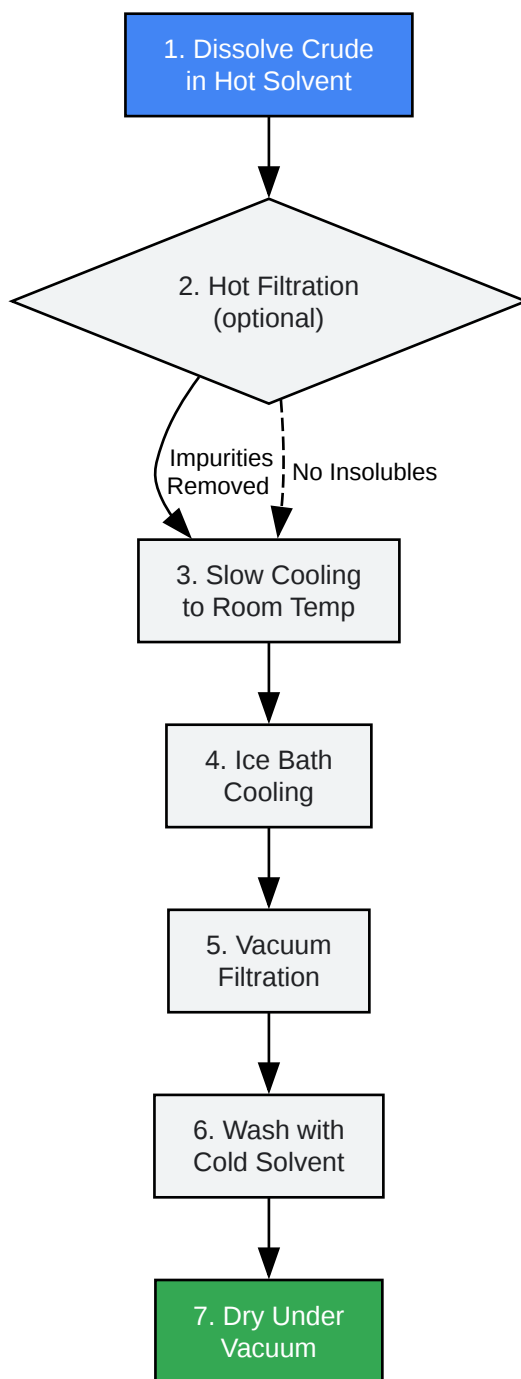 1. Dissolve Crude
in Hot Solvent
2. Hot Filtration
(optional)
Impurities
Removed
No Insolubles
3. Slow Cooling
to Room Temp
4. Ice Bath
Cooling
5. Vacuum
Filtration
6. Wash with
Cold Solvent
7. Dry Under
Vacuum